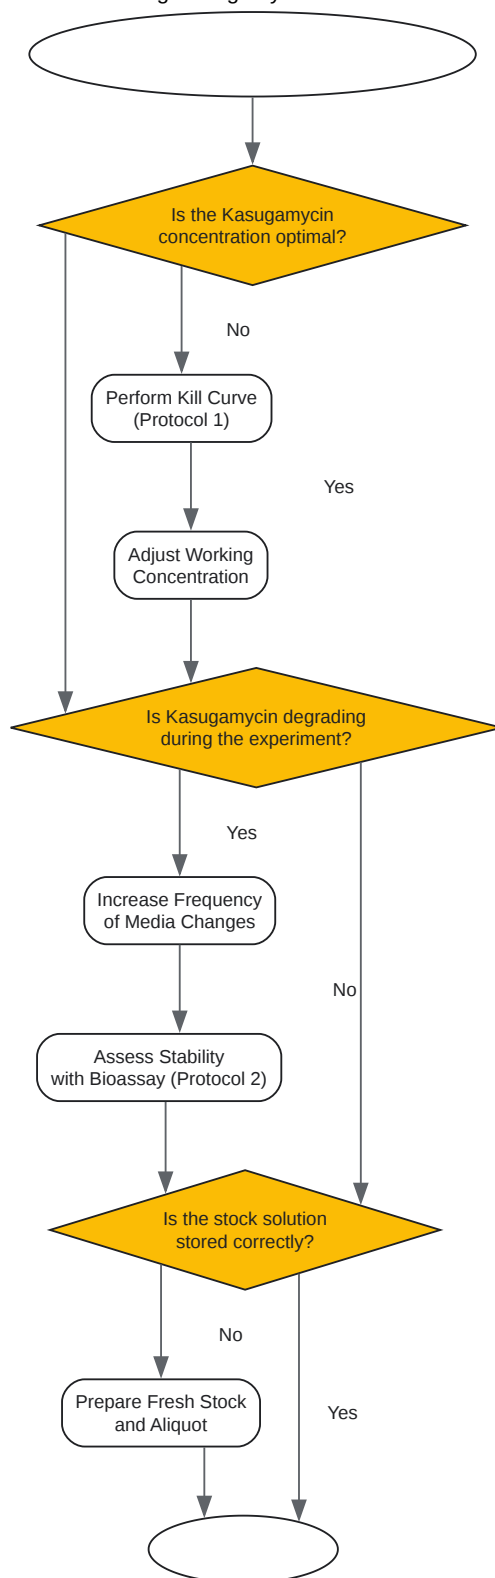 Is the Kasugamycin
concentration optimal?
No
Perform Kill Curve
(Protocol 1)
Yes
Adjust Working
Concentration
Is Kasugamycin degrading
during the experiment?
Yes
Increase Frequency
of Media Changes
No
Assess Stability
with Bioassay (Protocol 2)
Is the stock solution
stored correctly?
No
Prepare Fresh Stock
and Aliquot
Yes